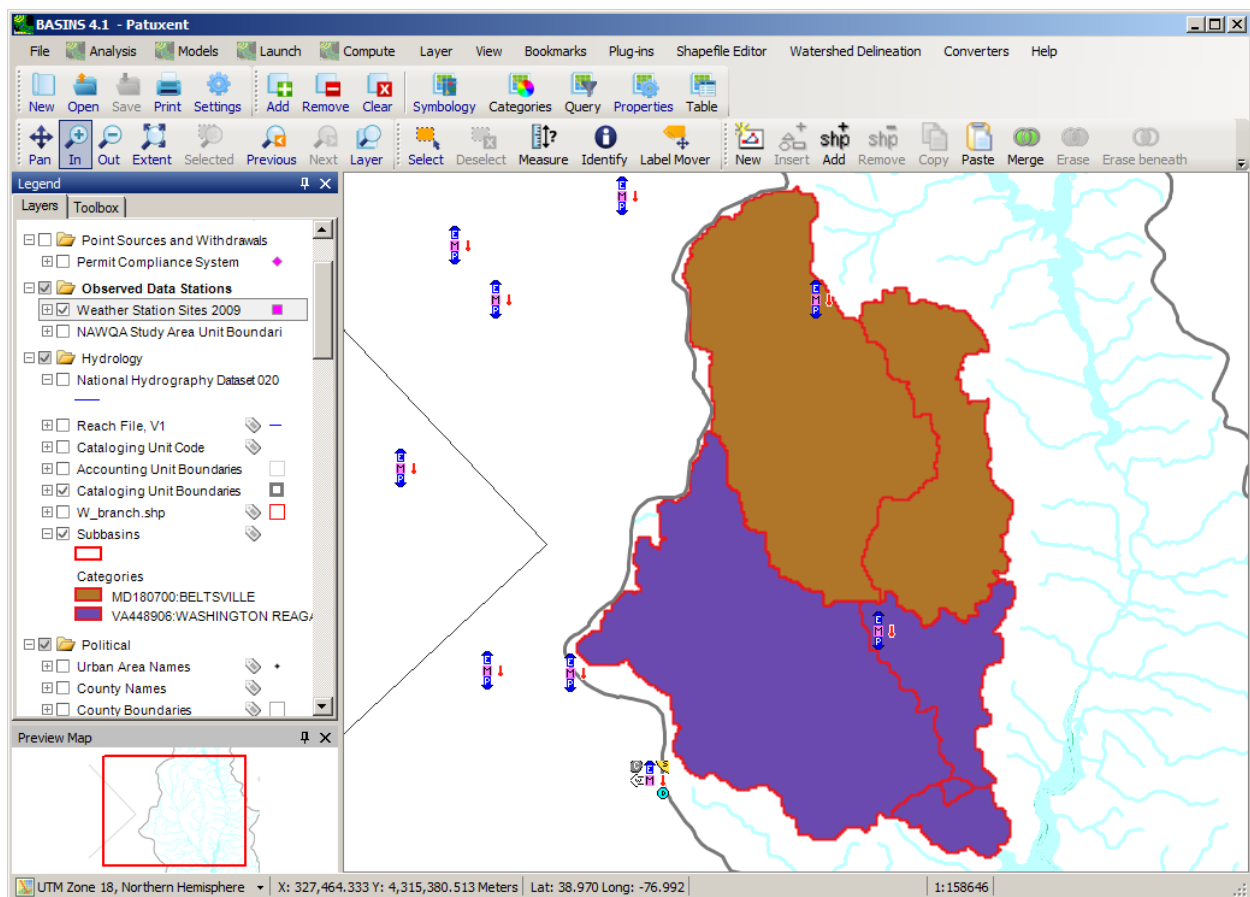 BASINS 4.1 - Patuxent
File Analysis Models Launch Compute Layer View Bookmarks Plug-ins Shapefile Editor Watershed Delineation Converters Help
New Open Save Print Settings Add Remove Clear Symbology Categories Query Properties Table
Pan In Out Extent Selected Previous Next Layer Select Deselect Measure Identify Label Mover New Insert Add Remove Copy Paste Merge Erase Erase beneath
Legend
Layers Toolbox
Point Sources and Withdrawals
Permit Compliance System
Observed Data Stations
Weather Station Sites 2009
NAWQA Study Area Unit Boundari
Hydrology
National Hydrography Dataset 020
Reach File, V1
Cataloging Unit Code
Accounting Unit Boundaries
Cataloging Unit Boundaries
W_branch.shp
Subbasins
Categories
MD180700:BELTSVILLE
VA448906:WASHINGTON REAGA
Political
Urban Area Names
County Names
County Boundaries
Preview Map
UTM Zone 18, Northern Hemisphere X: 327,464.333 Y: 4,315,380.513 Meters Lat: 38.970 Long: -76.992 1:158646